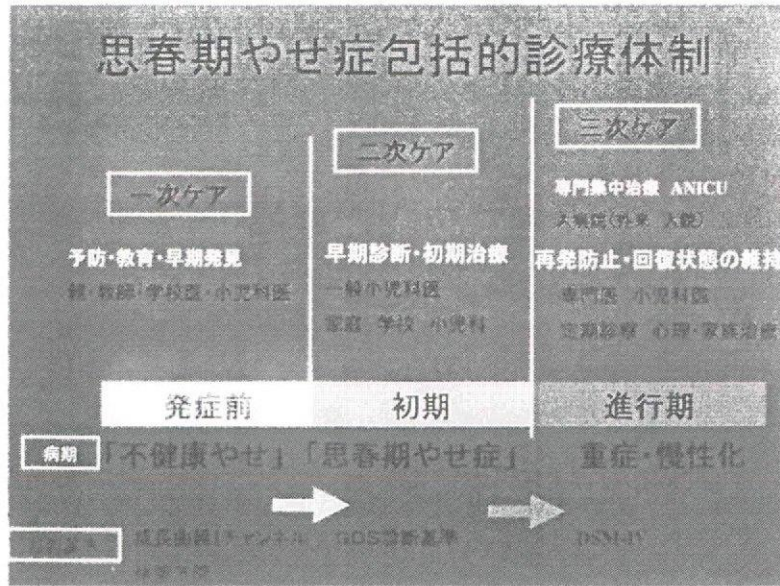 思春期やせ症包括的診療体制
一次ケア
予防・教育・早期発見
親・教師・学校医・小児科医
二次ケア
早期診断・初期治療
一般小児科医
家庭 学校 小児科
三次ケア
専門集中治療 ANICU
大病院(外来 入院)
再発防止・回復状態の維持
専門医 小児科医
定期診察 心理・家族治療
発症前
初期
進行期
病期
「不健康やせ」
「思春期やせ症」
重症・慢性化
成長曲線1チャンネル
GDS診断基準
DSM-IV